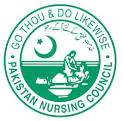 GO THOU & DO LIKEWISE
PAKISTAN NURSING COUNCIL